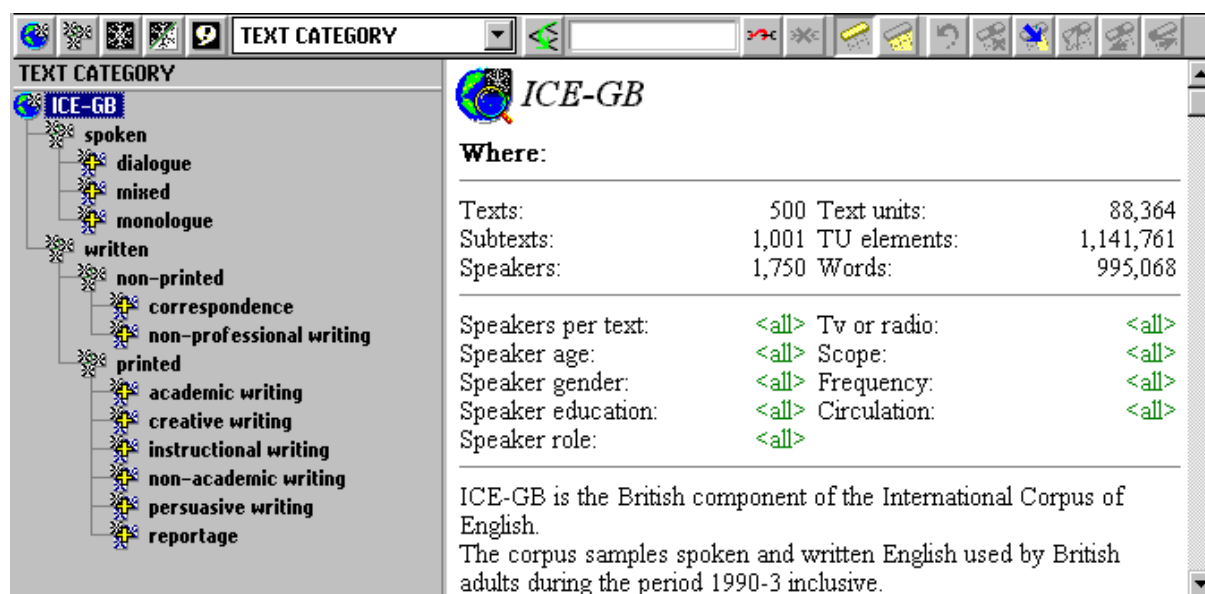 TEXT CATEGORY
TEXT CATEGORY
ICE-GB
spoken
dialogue
mixed
monologue
written
non-printed
correspondence
non-professional writing
printed
academic writing
creative writing
instructional writing
non-academic writing
persuasive writing
reportage
ICE-GB
Where:
Texts: 500 Text units: 88,364
Subtexts: 1,001 TU elements: 1,141,761
Speakers: 1,750 Words: 995,068
Speakers per text: <all> Tv or radio: <all>
Speaker age: <all> Scope: <all>
Speaker gender: <all> Frequency: <all>
Speaker education: <all> Circulation: <all>
Speaker role: <all>
ICE-GB is the British component of the International Corpus of
English.
The corpus samples spoken and written English used by British
adults during the period 1990-3 inclusive.